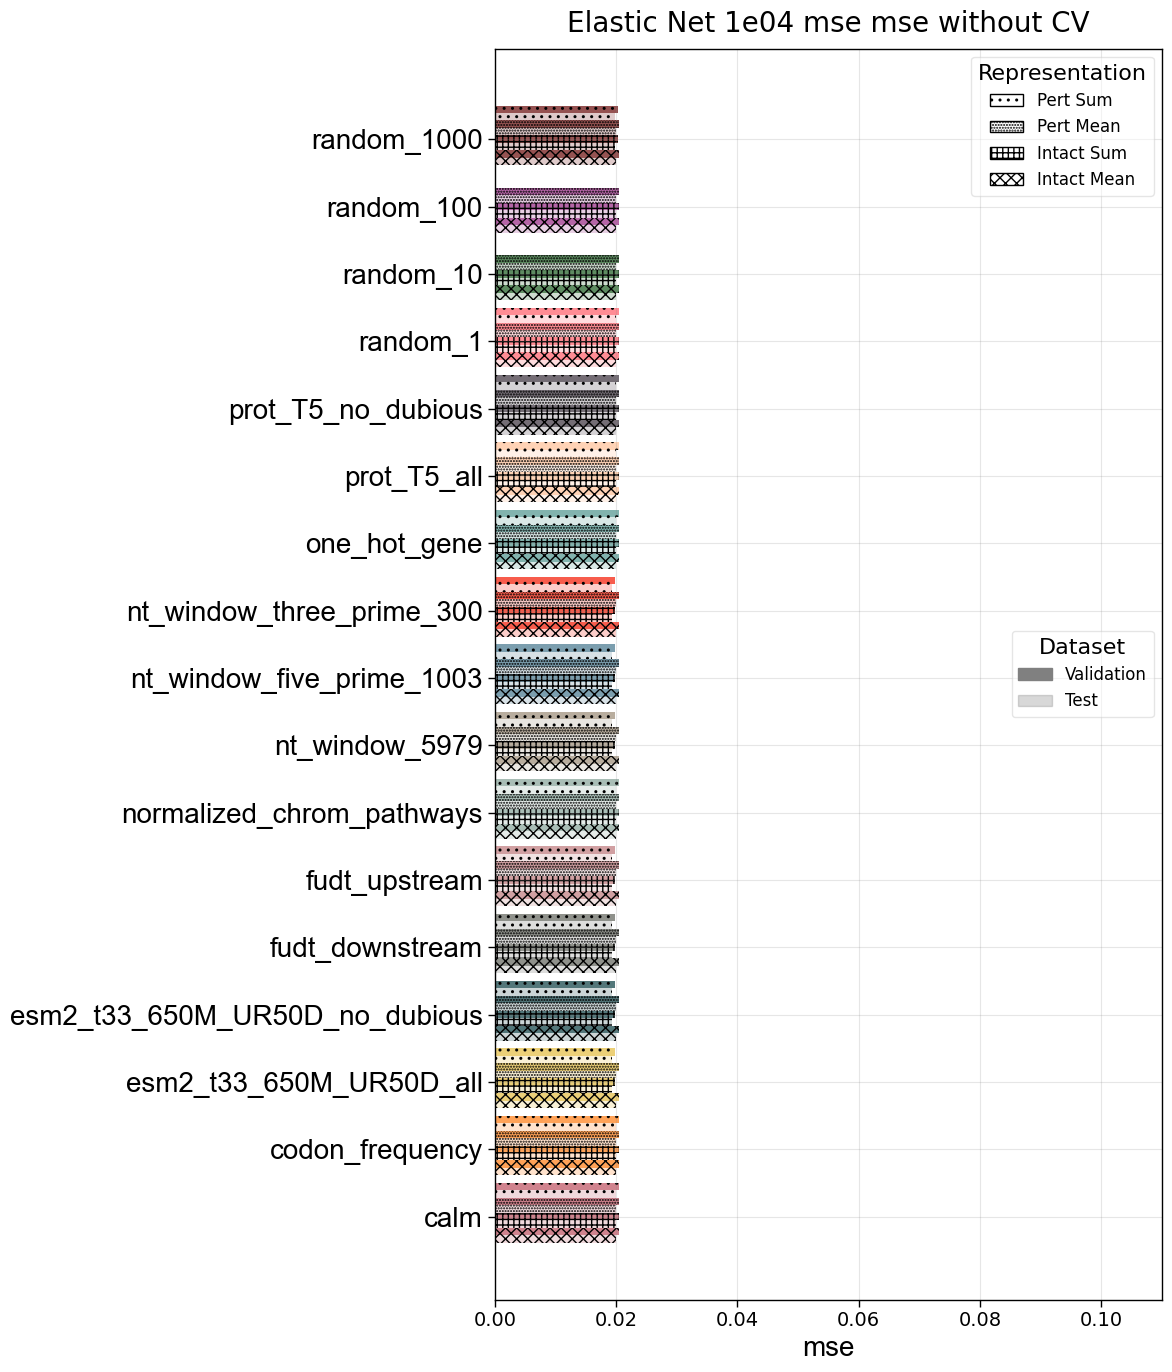 Elastic Net 1e04 mse mse without CV
Representation
Pert Sum
Pert Mean
Intact Sum
Intact Mean
random_1000
random_100
random_10
random_1
prot_T5_no_dubious
prot_T5_all
one_hot_gene
nt_window_three_prime_300
Dataset
Validation
Test
nt_window_five_prime_1003
nt_window_5979
normalized_chrom_pathways
fudt_upstream
fudt_downstream
esm2_t33_650M_UR50D_no_dubious
esm2_t33_650M_UR50D_all
codon_frequency
calm
0.00 0.02 0.04 0.06 0.08 0.10
mse